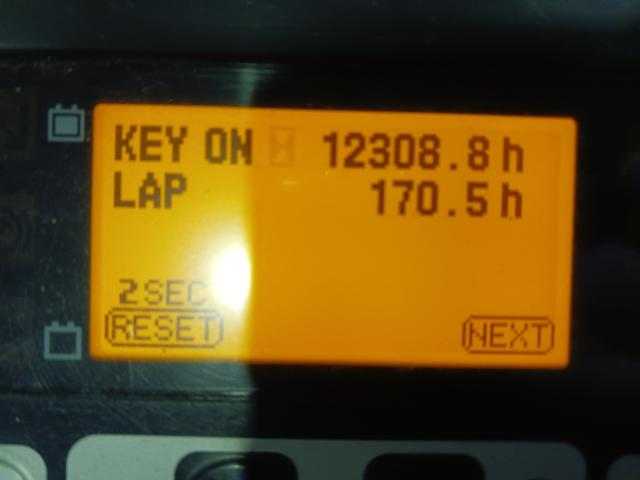 KEY ON 12308.8 h
LAP 170.5 h
2 SEC
RESET NEXT